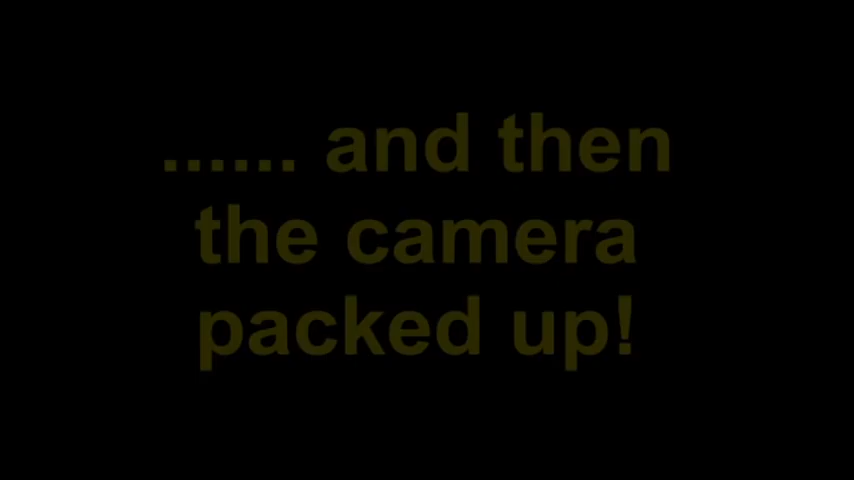 ...... and then
the camera
packed up!